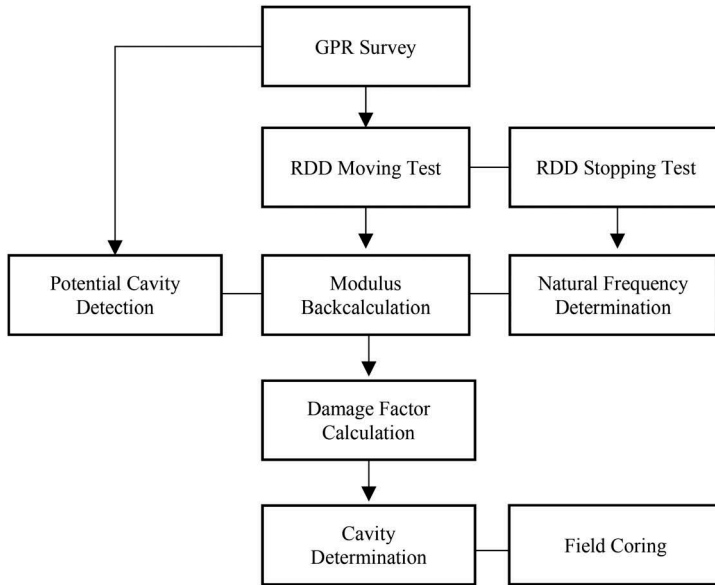 GPR Survey
RDD Moving Test
RDD Stopping Test
Potential Cavity
Detection
Modulus
Backcalculation
Natural Frequency
Determination
Damage Factor
Calculation
Cavity
Determination
Field Coring